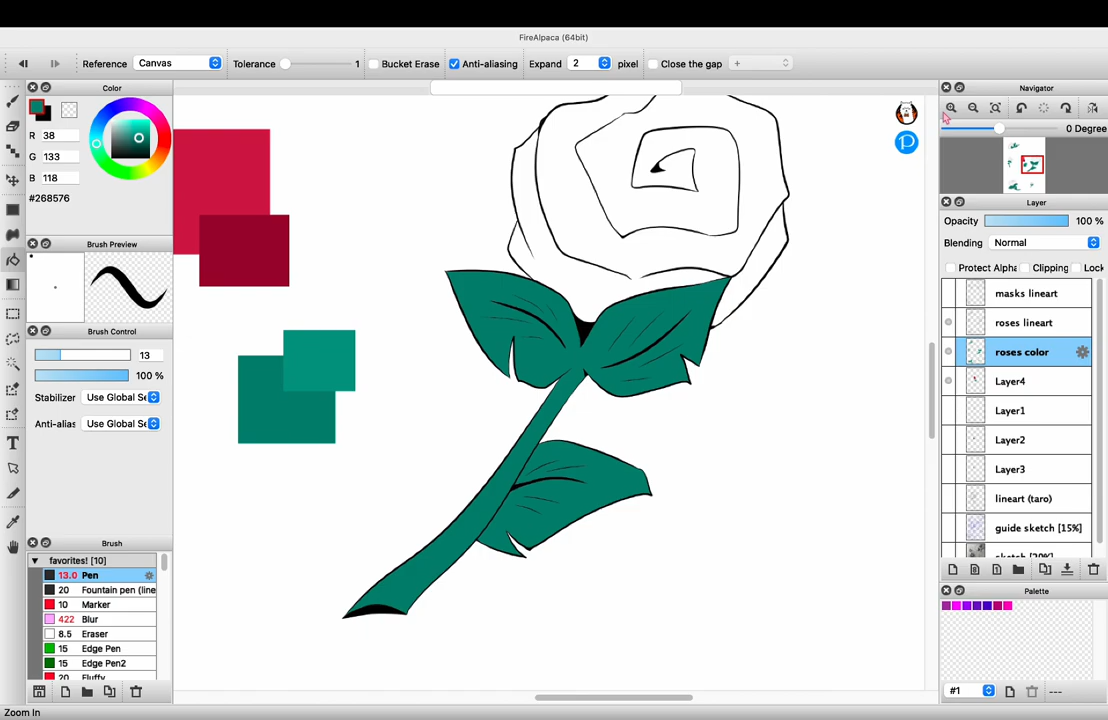 FireAlpaca (64bit)
Reference Canvas Tolerance 1 Bucket Erase Anti-aliasing Expand 2 pixel Close the gap +
Color
R 38
G 133
B 118
#268576
Brush Preview
Brush Control
13
100 %
Stabilizer Use Global Se
Anti-alias Use Global Se
Brush
favorites! [10]
13.0 Pen
20 Fountain pen (line
10 Marker
422 Blur
8.5 Eraser
15 Edge Pen
15 Edge Pen2
20 Fluffy
Zoom In
Navigator
0 Degree
Layer
Opacity 100 %
Blending Normal
Protect Alpha Clipping Lock
masks lineart
roses lineart
roses color
Layer4
Layer1
Layer2
Layer3
lineart (taro)
guide sketch [15%]
sketch [20%]
Palette
#1 ---